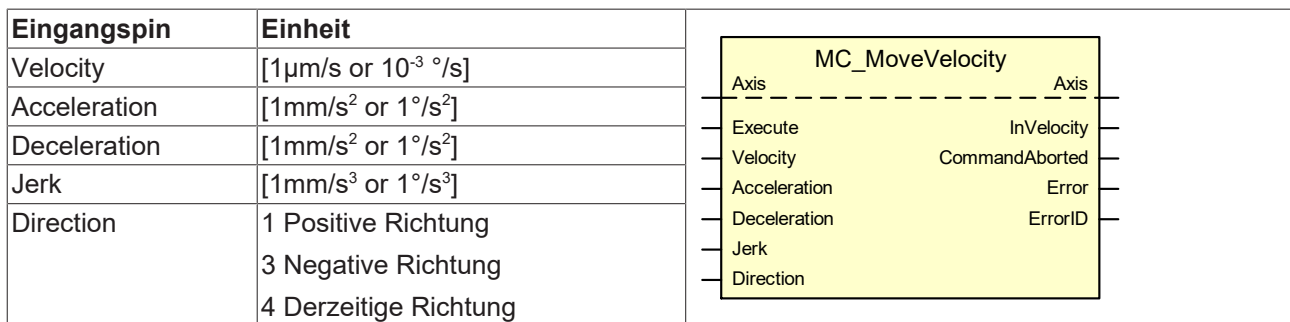 Eingangspin Einheit
Velocity [1µm/s or 10⁻³ °/s]
Acceleration [1mm/s² or 1°/s²]
Deceleration [1mm/s² or 1°/s²]
Jerk [1mm/s³ or 1°/s³]
Direction 1 Positive Richtung
3 Negative Richtung
4 Derzeitige Richtung
MC_MoveVelocity
Axis Axis
Execute InVelocity
Velocity CommandAborted
Acceleration Error
Deceleration ErrorID
Jerk
Direction